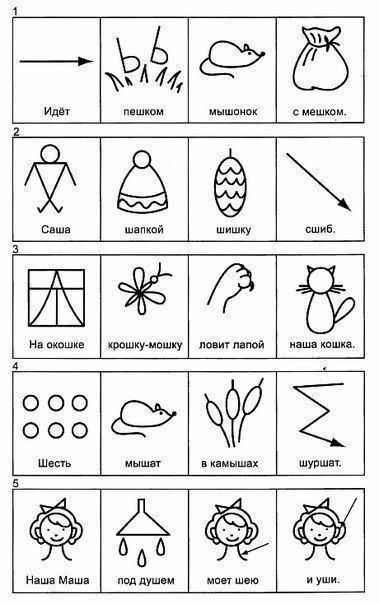 1
Идёт пешком мышонок с мешком.
2
Саша шапкой шишку сшиб.
3
На окошке крошку-мошку ловит лапой наша кошка.
4
Шесть мышат в камышах шуршат.
5
Наша Маша под душем моет шею и уши.